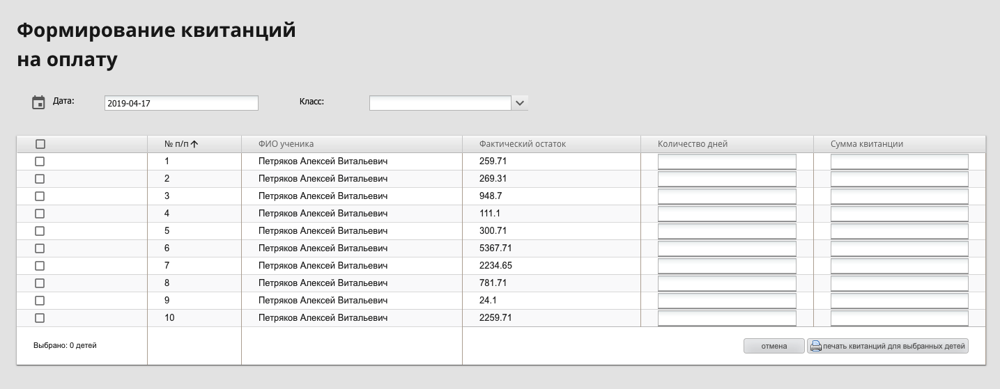 Формирование квитанций
на оплату
Дата: 2019-04-17 Класс:
№ п/п ФИО ученика Фактический остаток Количество дней Сумма квитанции
1 Петряков Алексей Витальевич 259.71
2 Петряков Алексей Витальевич 269.31
3 Петряков Алексей Витальевич 948.7
4 Петряков Алексей Витальевич 111.1
5 Петряков Алексей Витальевич 300.71
6 Петряков Алексей Витальевич 5367.71
7 Петряков Алексей Витальевич 2234.65
8 Петряков Алексей Витальевич 781.71
9 Петряков Алексей Витальевич 24.1
10 Петряков Алексей Витальевич 2259.71
Выбрано: 0 детей отмена печать квитанций для выбранных детей